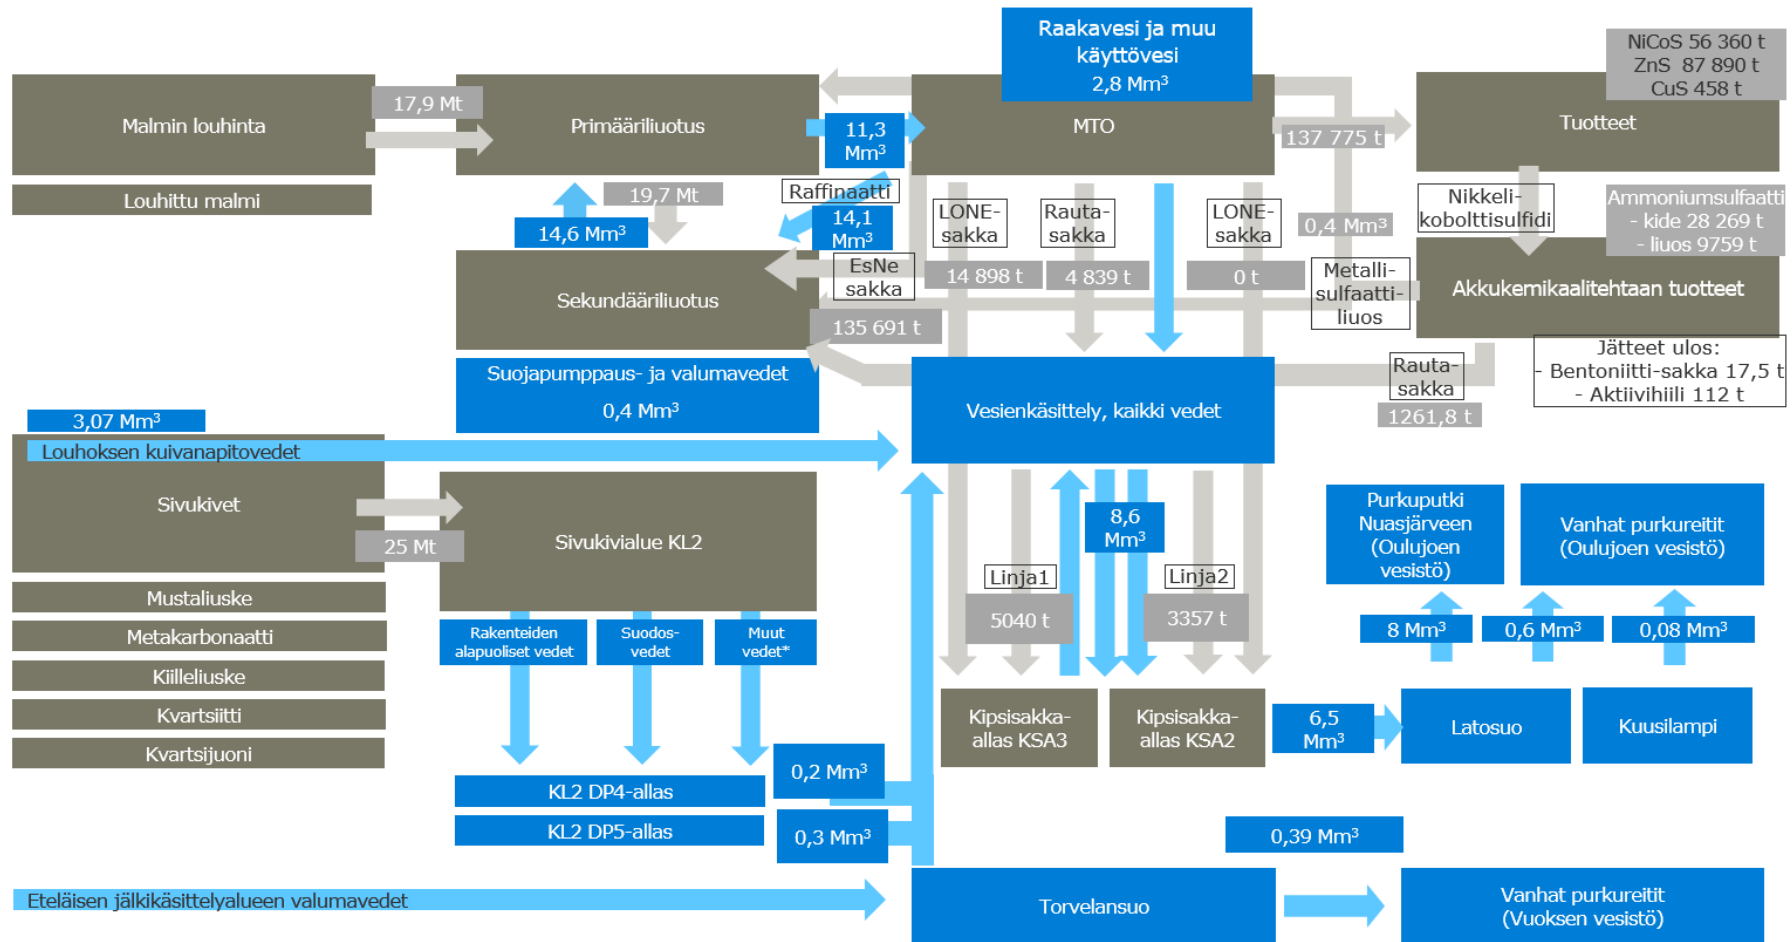 Raakavesi ja muu
käyttövesi
2,8 Mm³
NiCoS 56 360 t
ZnS 87 890 t
CuS 458 t
Malmin louhinta
17,9 Mt
Primääriliuotus
11,3
Mm³
MTO
137 775 t
Tuotteet
Louhittu malmi
19,7 Mt
14,6 Mm³
Raffinaatti
14,1
Mm³
LONE-
sakka
14 898 t
Rauta-
sakka
4 839 t
LONE-
sakka
0 t
0,4 Mm³
Nikkeli-
kobolttisulfidi
Ammoniumsulfaatti
- kide 28 269 t
- liuos 9759 t
Sekundääriliuotus
EsNe
sakka
135 691 t
Metalli-
sulfaatti-
liuos
Akkukemikaalitehtaan tuotteet
Suojapumppaus- ja valumavedet
0,4 Mm³
Vesienkäsittely, kaikki vedet
Rauta-
sakka
1261,8 t
Jätteet ulos:
- Bentoniitti-sakka 17,5 t
- Aktiivihiili 112 t
3,07 Mm³
Louhoksen kuivanapitovedet
Sivukivet
25 Mt
Sivukivialue KL2
8,6
Mm³
Linja1
5040 t
Linja2
3357 t
Purkuputki
Nuasjärveen
(Oulujoen
vesistö)
Vanhat purkureitit
(Oulujoen vesistö)
Mustaliuske
Metakarbonaatti
Kiilleliuske
Kvartsiitti
Kvartsijuoni
Rakenteiden
alapuoliset vedet
Suodos-
vedet
Muut
vedet*
8 Mm³
0,6 Mm³
0,08 Mm³
Kipsisakka-
allas KSA3
Kipsisakka-
allas KSA2
6,5
Mm³
Latosuo
Kuusilampi
KL2 DP4-allas
0,2 Mm³
KL2 DP5-allas
0,3 Mm³
0,39 Mm³
Eteläisen jälkikäsittelyalueen valumavedet
Torvelansuo
Vanhat purkureitit
(Vuoksen vesistö)